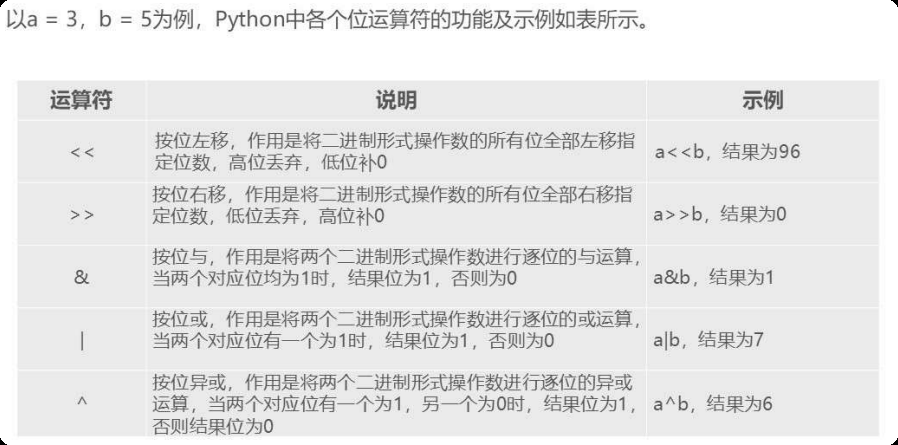 以a = 3，b = 5为例，Python中各个位运算符的功能及示例如表所示。
运算符 说明 示例
<< 按位左移，作用是将二进制形式操作数的所有位全部左移指 a<<b，结果为96
定位数，高位丢弃，低位补0
>> 按位右移，作用是将二进制形式操作数的所有位全部右移指 a>>b，结果为0
定位数，低位丢弃，高位补0
& 按位与，作用是将两个二进制形式操作数进行逐位的与运算， a&b，结果为1
当两个对应位均为1时，结果位为1，否则为0
| 按位或，作用是将两个二进制形式操作数进行逐位的或运算， a|b，结果为7
当两个对应位有一个为1时，结果位为1，否则为0
^ 按位异或，作用是将两个二进制形式操作数进行逐位的异或 a^b，结果为6
运算，当两个对应位有一个为1，另一个为0时，结果位为1，
否则结果位为0